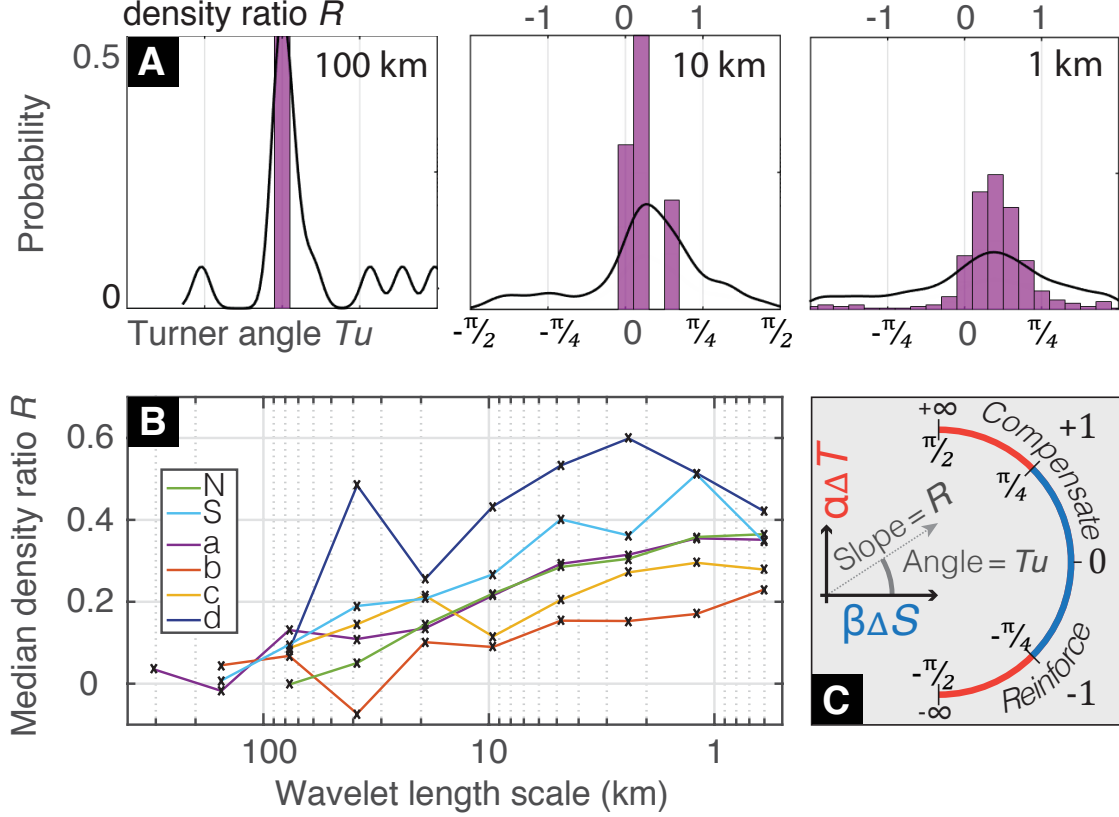 density ratio R
-1 0 1
-1 0 1
A
100 km
10 km
1 km
0.5
0
Probability
Turner angle Tu
-π/2 -π/4 0 π/4 π/2
-π/4 0 π/4
B
Median density ratio R
0.6
0.4
0.2
0
N
S
a
b
c
d
100 10 1
Wavelet length scale (km)
C
+∞
π/2
Compensate
+1
π/4
αΔT
Slope = R
Angle = Tu
0
βΔS
-π/4
-π/2
Reinforce
-1
-∞